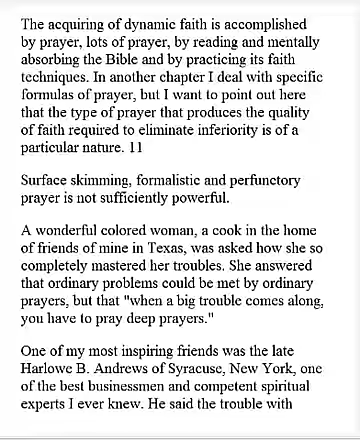 The acquiring of dynamic faith is accomplished
by prayer, lots of prayer, by reading and mentally
absorbing the Bible and by practicing its faith
techniques. In another chapter I deal with specific
formulas of prayer, but I want to point out here
that the type of prayer that produces the quality
of faith required to eliminate inferiority is of a
particular nature. 11
Surface skimming, formalistic and perfunctory
prayer is not sufficiently powerful.
A wonderful colored woman, a cook in the home
of friends of mine in Texas, was asked how she so
completely mastered her troubles. She answered
that ordinary problems could be met by ordinary
prayers, but that "when a big trouble comes along,
you have to pray deep prayers."
One of my most inspiring friends was the late
Harlowe B. Andrews of Syracuse, New York, one
of the best businessmen and competent spiritual
experts I ever knew. He said the trouble with